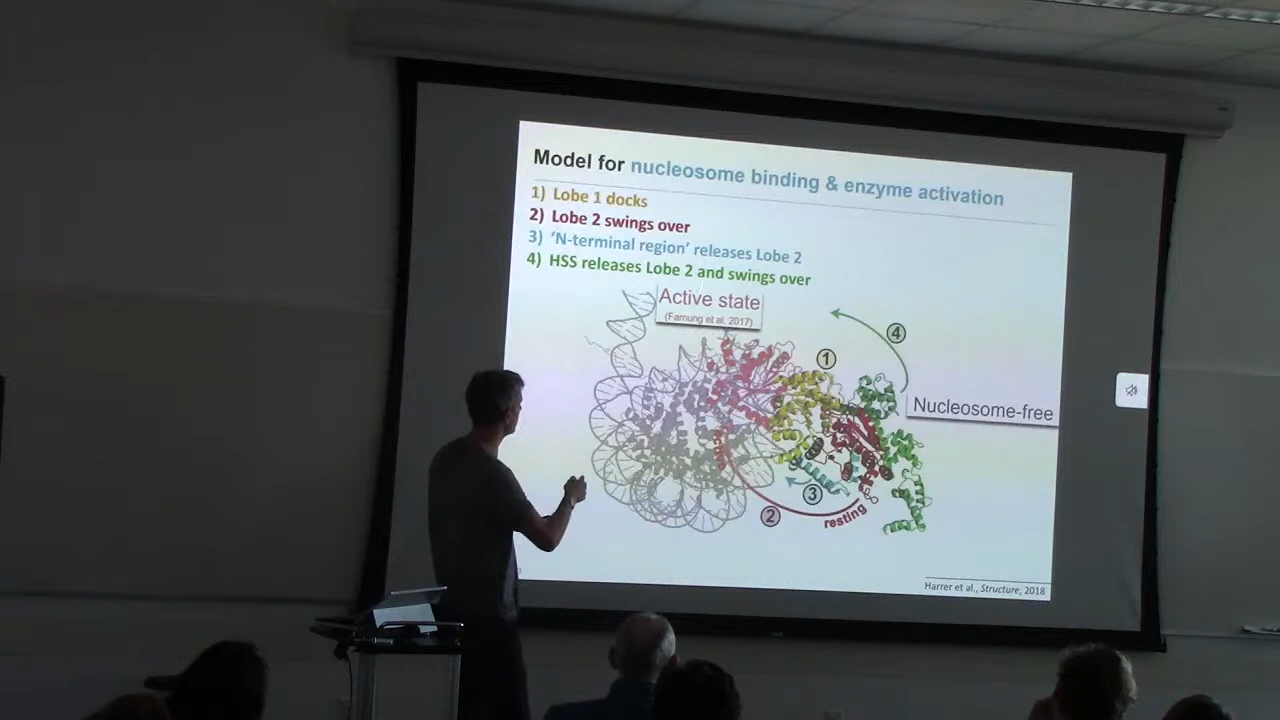 Model for nucleosome binding & enzyme activation
1) Lobe 1 docks
2) Lobe 2 swings over
3) ‘N-terminal region’ releases Lobe 2
4) HSS releases Lobe 2 and swings over
Active state
(Farnung et al. 2017)
4
1
Nucleosome-free
3
2
resting
Harrer et al., Structure, 2018